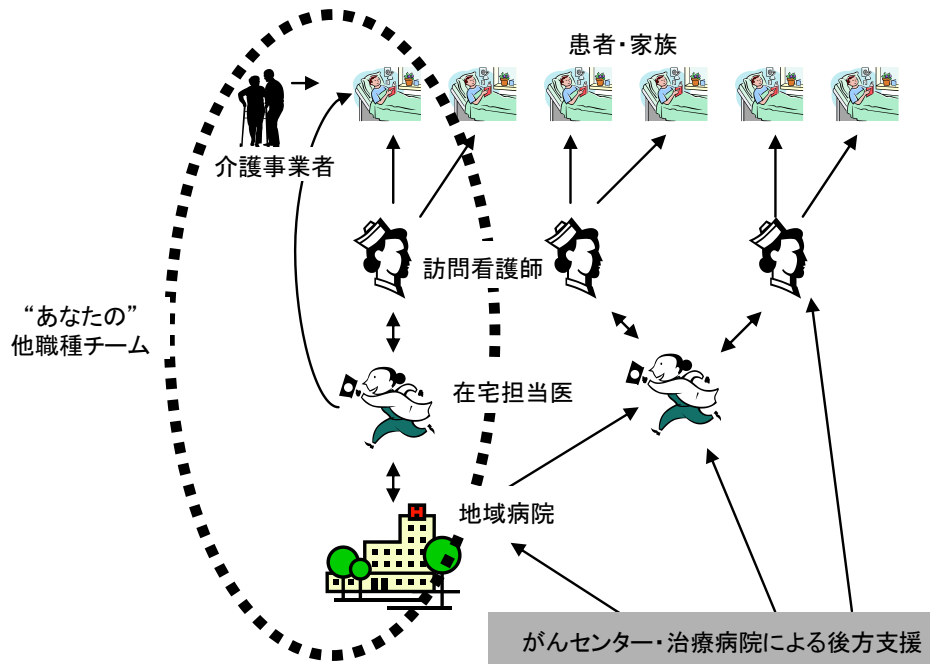 患者・家族
介護事業者
訪問看護師
“あなたの”
他職種チーム
在宅担当医
H
地域病院
がんセンター・治療病院による後方支援